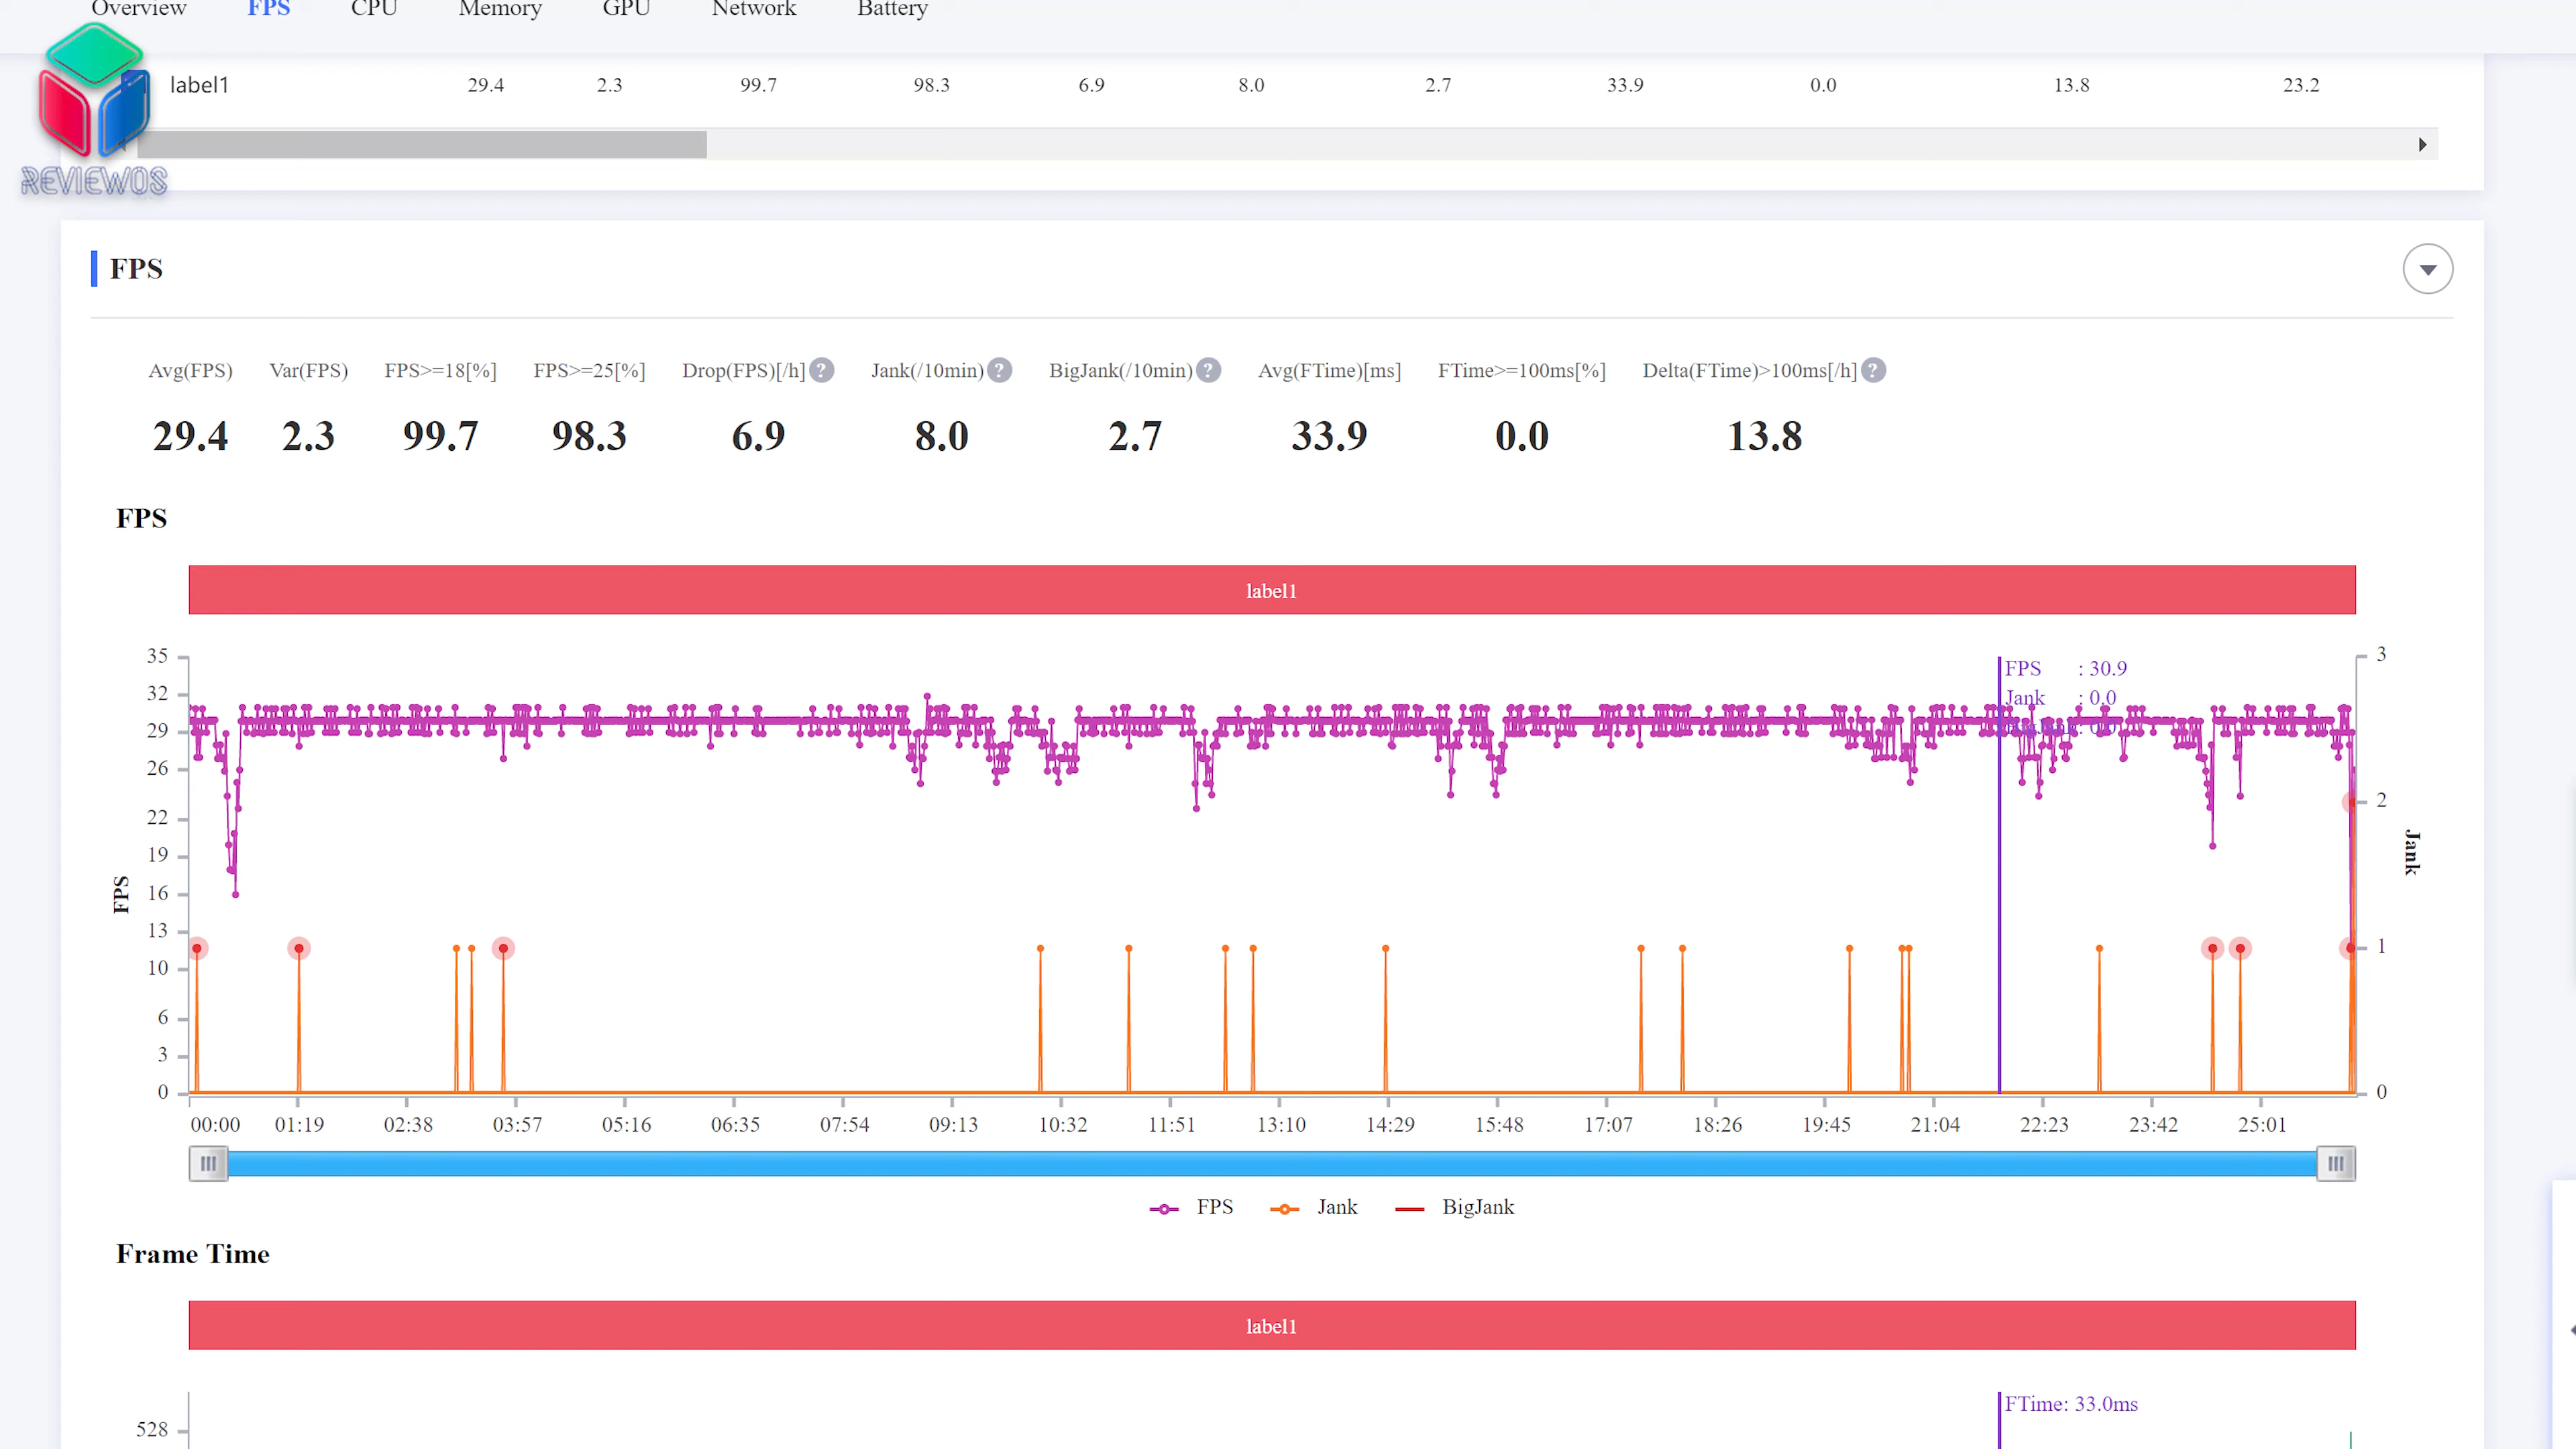 Overview FPS CPU Memory GPU Network Battery
label1 29.4 2.3 99.7 98.3 6.9 8.0 2.7 33.9 0.0 13.8 23.2
REVIEWOS
FPS
Avg(FPS) Var(FPS) FPS>=18[%] FPS>=25[%] Drop(FPS)[/h] ? Jank(/10min) ? BigJank(/10min) ? Avg(FTime)[ms] FTime>=100ms[%] Delta(FTime)>100ms[/h] ?
29.4 2.3 99.7 98.3 6.9 8.0 2.7 33.9 0.0 13.8
FPS
label1
35
32
29
26
22
19
16
13
10
6
3
0
FPS
FPS : 30.9
Jank : 0.0
BigJank : 0.0
3
2
1
0
Jank
00:00 01:19 02:38 03:57 05:16 06:35 07:54 09:13 10:32 11:51 13:10 14:29 15:48 17:07 18:26 19:45 21:04 22:23 23:42 25:01
FPS Jank BigJank
Frame Time
label1
FTime: 33.0ms
528